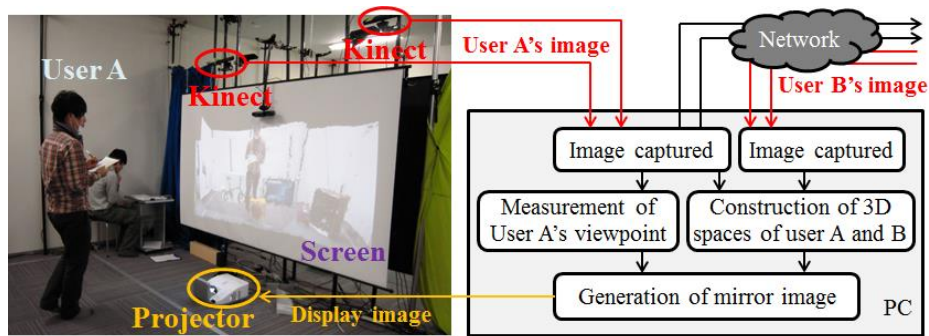 User A
Kinect
Kinect
Screen
Projector
Display image
User A's image
Network
User B's image
Image captured
Image captured
Measurement of
User A's viewpoint
Construction of 3D
spaces of user A and B
Generation of mirror image
PC